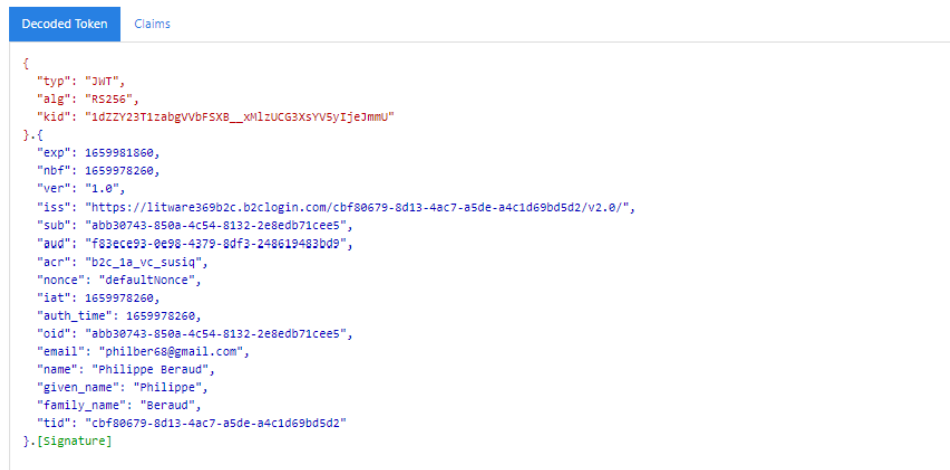 Decoded Token Claims
{
"typ": "JWT",
"alg": "RS256",
"kid": "1dZZY23T1zabgVVbFSXB__xMlzUCG3XsYV5yIjeJmmU"
}.{
"exp": 1659981860,
"nbf": 1659978260,
"ver": "1.0",
"iss": "https://litware369b2c.b2clogin.com/cbf80679-8d13-4ac7-a5de-a4c1d69bd5d2/v2.0/",
"sub": "abb30743-850a-4c54-8132-2e8edb71cee5",
"aud": "f83ece93-0e98-4379-8df3-248619483bd9",
"acr": "b2c_1a_vc_susiq",
"nonce": "defaultNonce",
"iat": 1659978260,
"auth_time": 1659978260,
"oid": "abb30743-850a-4c54-8132-2e8edb71cee5",
"email": "philber68@gmail.com",
"name": "Philippe Beraud",
"given_name": "Philippe",
"family_name": "Beraud",
"tid": "cbf80679-8d13-4ac7-a5de-a4c1d69bd5d2"
}.[Signature]